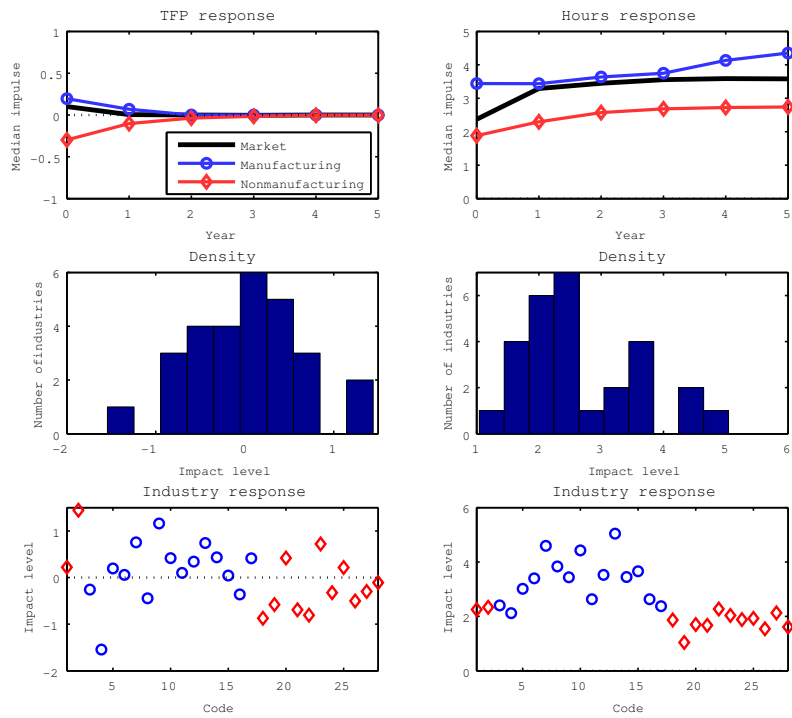 TFP response
1
0.5
0
−0.5
−1
Median impulse
Market
Manufacturing
Nonmanufacturing
0 1 2 3 4 5
Year
Hours response
5
4
3
2
1
0
Median impulse
0 1 2 3 4 5
Year
Density
6
4
2
0
Number ofindustries
−2 −1 0 1
Impact level
Density
6
4
2
0
Number of indsutries
1 2 3 4 5 6
Impact level
Industry response
1
0
−1
−2
Impact level
5 10 15 20 25
Code
Industry response
6
4
2
0
Impact level
5 10 15 20 25
Code